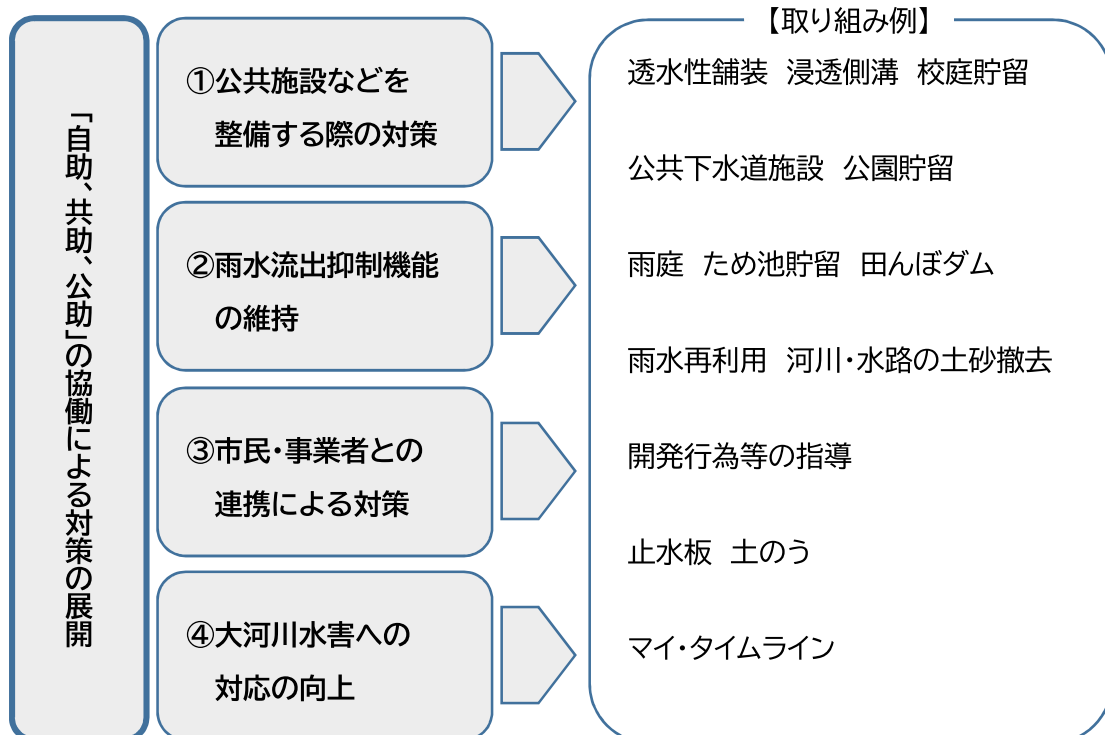 「自助、共助、公助」の協働による対策の展開
①公共施設などを
整備する際の対策
②雨水流出抑制機能
の維持
③市民・事業者との
連携による対策
④大河川水害への
対応の向上
【取り組み例】
透水性舗装 浸透側溝 校庭貯留
公共下水道施設 公園貯留
雨庭 ため池貯留 田んぼダム
雨水再利用 河川・水路の土砂撤去
開発行為等の指導
止水板 土のう
マイ・タイムライン